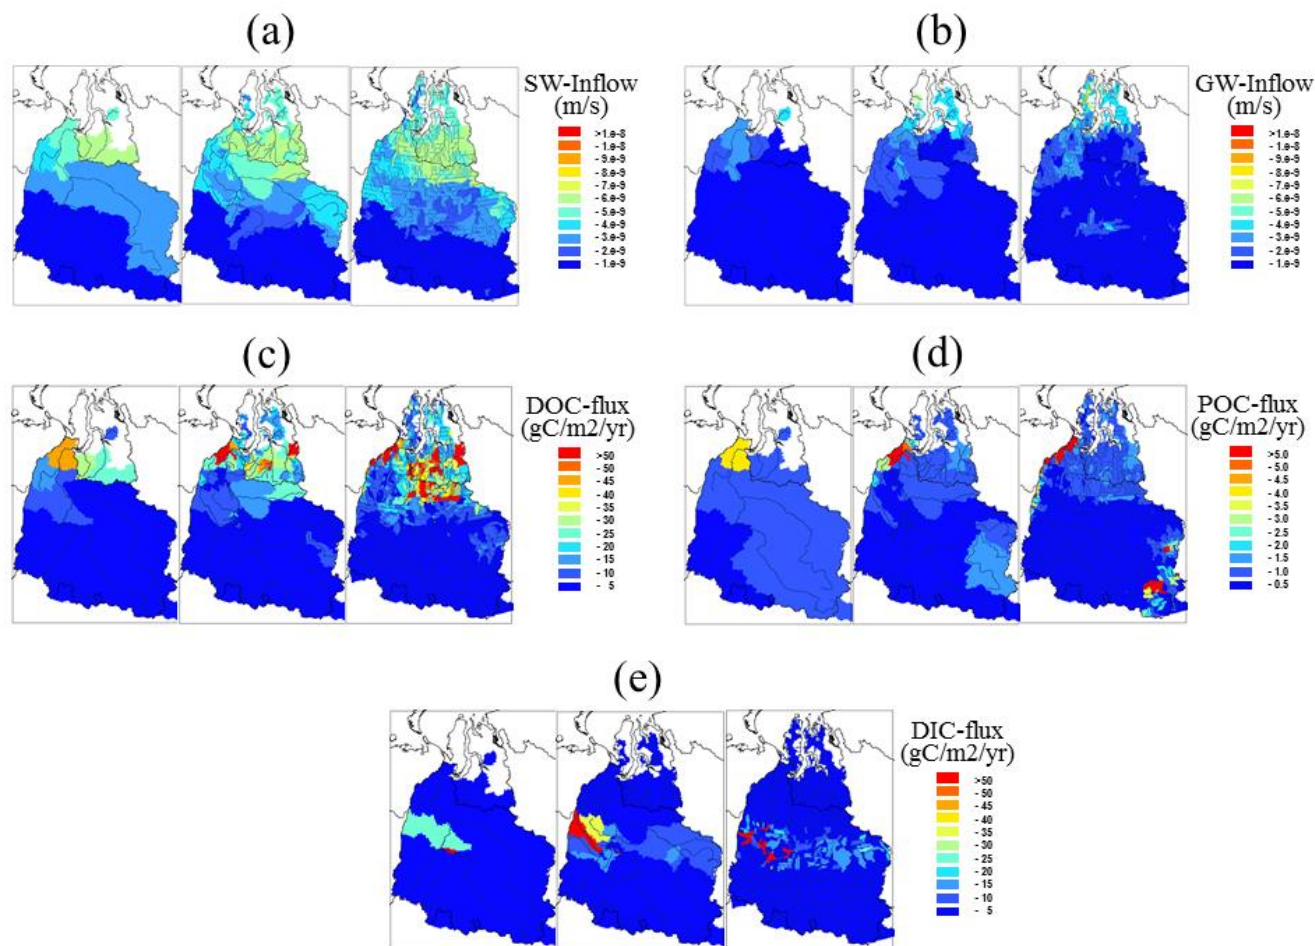 (a)
SW-Inflow
(m/s)
>1.e-8
- 1.e-8
- 9.e-9
- 8.e-9
- 7.e-9
- 6.e-9
- 5.e-9
- 4.e-9
- 3.e-9
- 2.e-9
- 1.e-9
(b)
GW-Inflow
(m/s)
>1.e-8
- 1.e-8
- 9.e-9
- 8.e-9
- 7.e-9
- 6.e-9
- 5.e-9
- 4.e-9
- 3.e-9
- 2.e-9
- 1.e-9
(c)
DOC-flux
(gC/m2/yr)
>50
- 50
- 45
- 40
- 35
- 30
- 25
- 20
- 15
- 10
- 5
(d)
POC-flux
(gC/m2/yr)
>5.0
- 5.0
- 4.5
- 4.0
- 3.5
- 3.0
- 2.5
- 2.0
- 1.5
- 1.0
- 0.5
(e)
DIC-flux
(gC/m2/yr)
>50
- 50
- 45
- 40
- 35
- 30
- 25
- 20
- 15
- 10
- 5